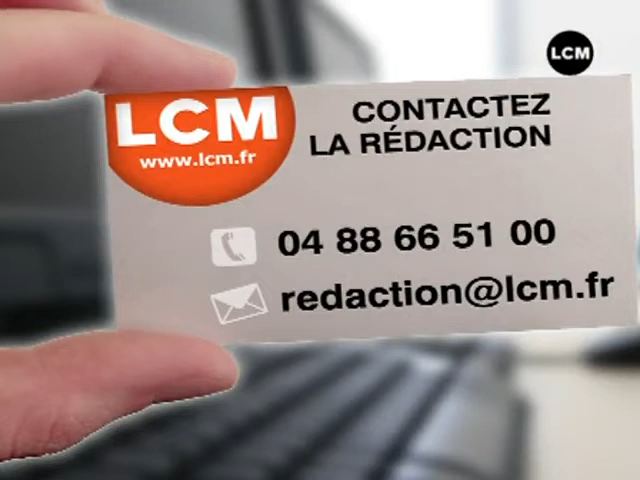 LCM
LCM
www.lcm.fr
CONTACTEZ
LA RÉDACTION
04 88 66 51 00
redaction@lcm.fr